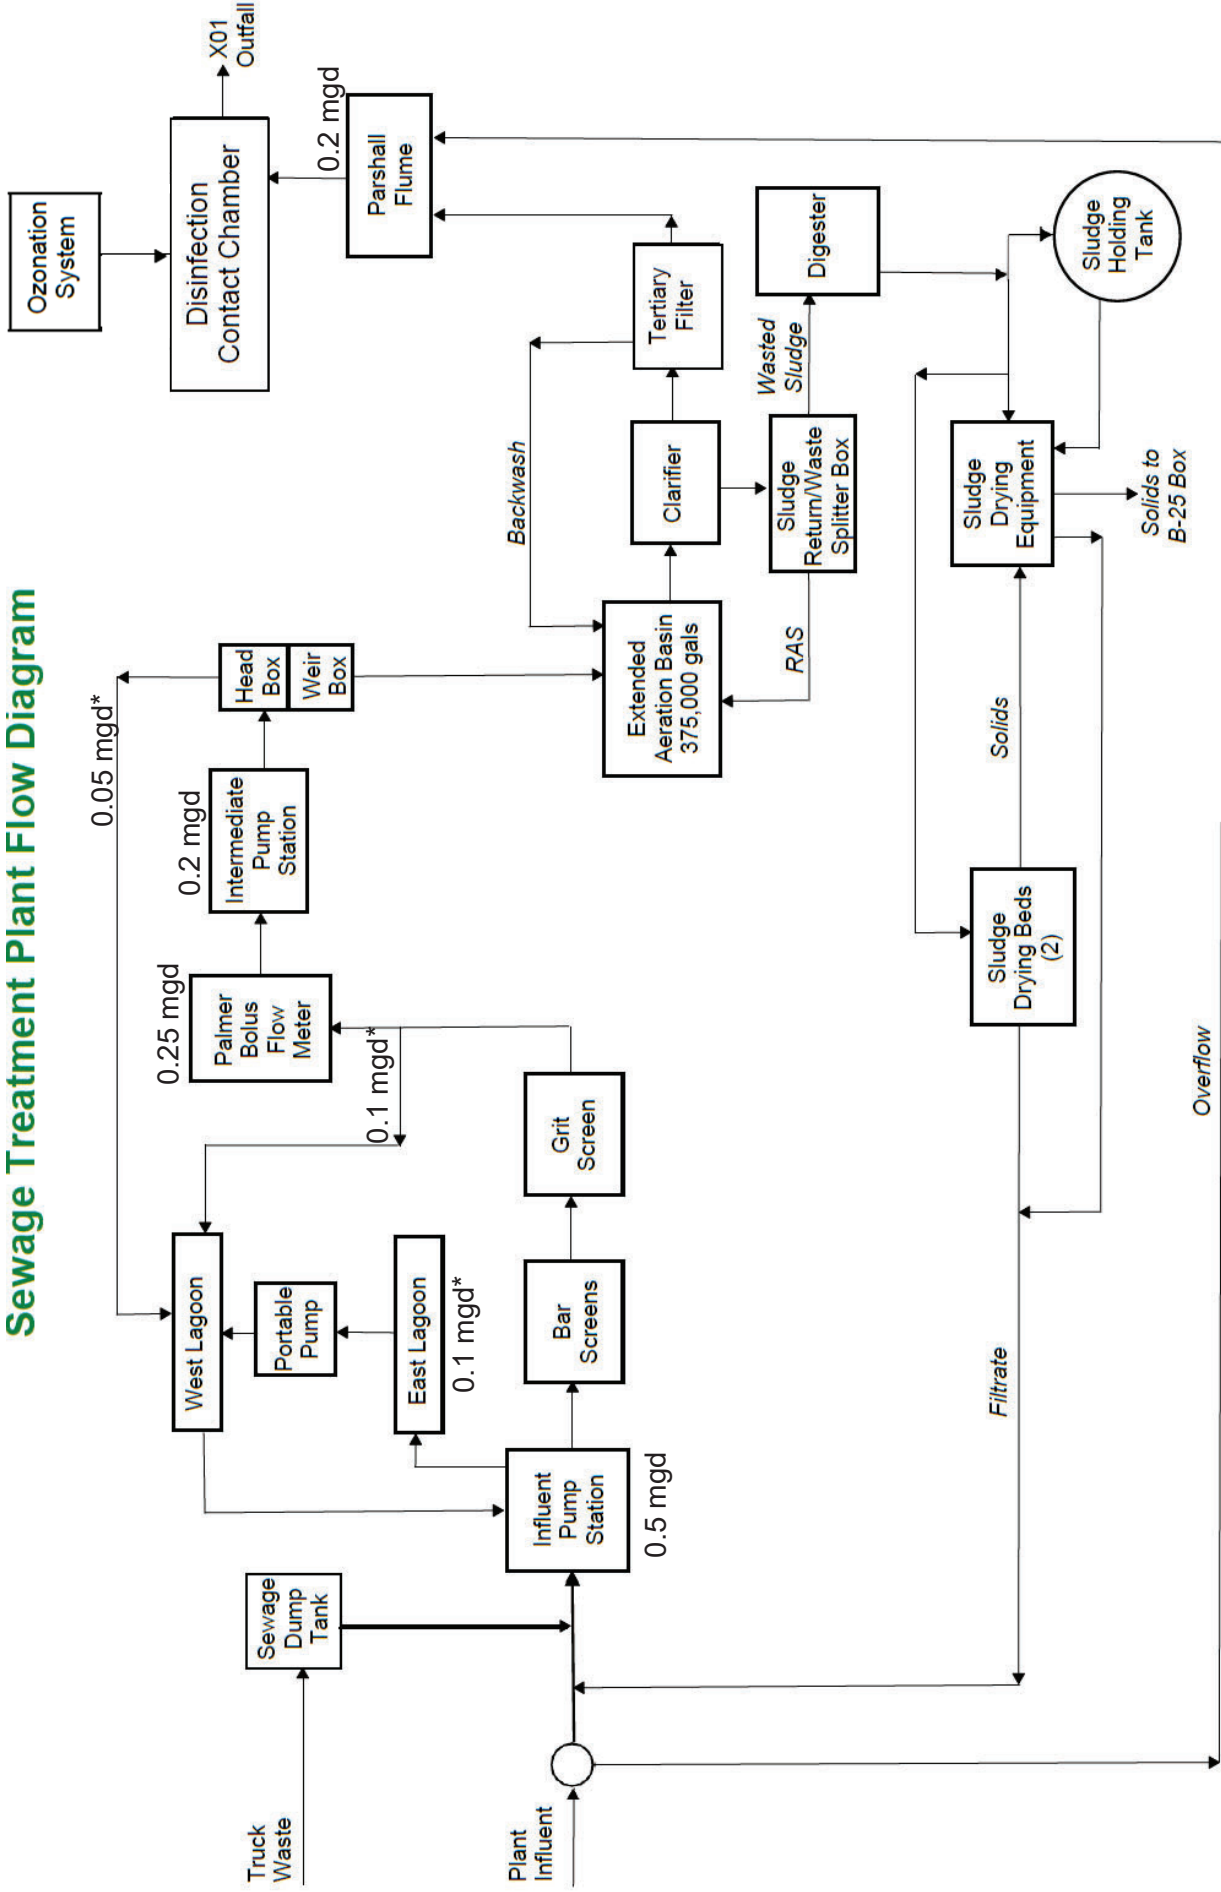 Sewage Treatment Plant Flow Diagram
Ozonation
System
Disinfection
Contact Chamber
X01
Outfall
0.2 mgd
Parshall
Flume
0.05 mgd*
Head
Box
Weir
Box
0.2 mgd
Intermediate
Pump
Station
0.25 mgd
Palmer
Bolus
Flow
Meter
0.1 mgd*
West Lagoon
Portable
Pump
East Lagoon
0.1 mgd*
Grit
Screen
Bar
Screens
Influent
Pump
Station
0.5 mgd
Sewage
Dump
Tank
Truck
Waste
Plant
Influent
Backwash
Tertiary
Filter
Clarifier
Extended
Aeration Basin
375,000 gals
RAS
Sludge
Return/Waste
Splitter Box
Wasted
Sludge
Digester
Sludge
Holding
Tank
Sludge
Drying
Equipment
Solids to
B-25 Box
Solids
Sludge
Drying Beds
(2)
Filtrate
Overflow